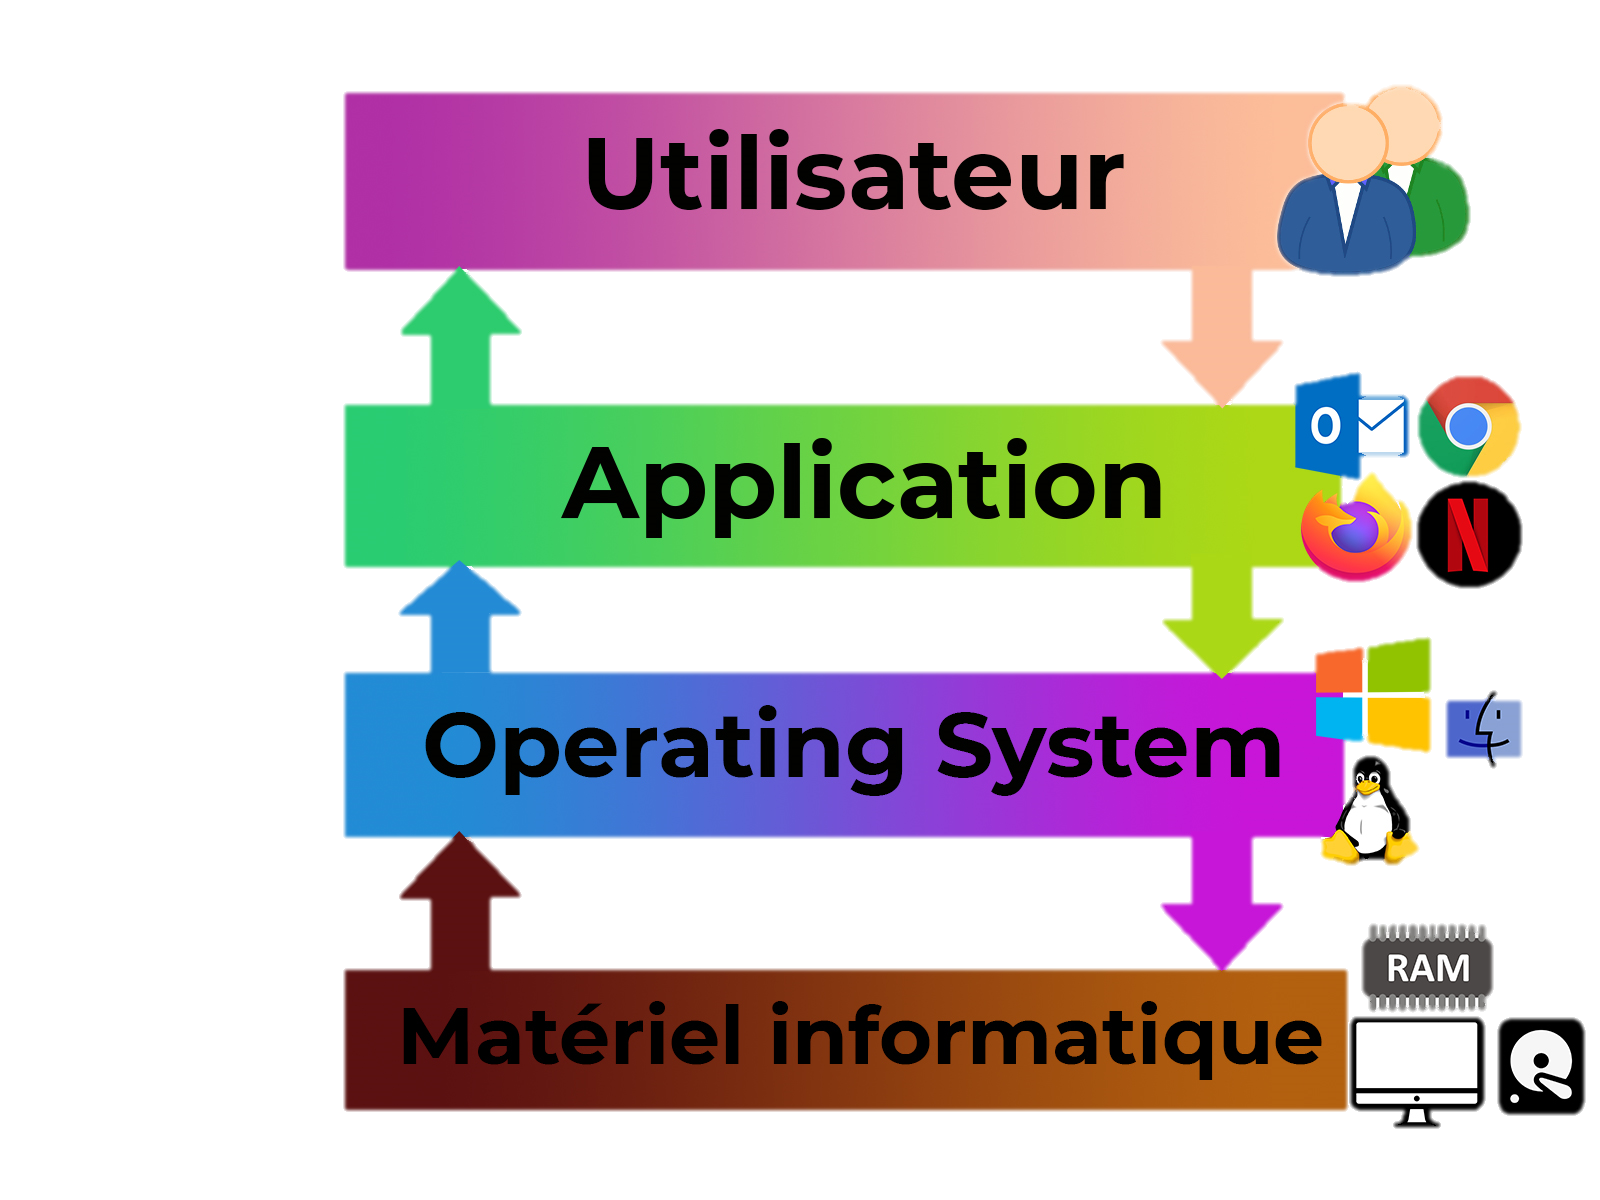 Utilisateur
Application
O
N
Operating System
RAM
Matériel informatique